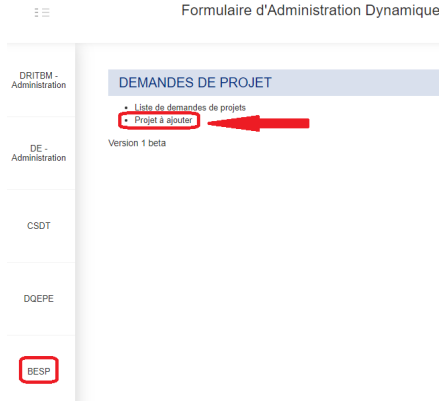 Formulaire d'Administration Dynamique
DRITBM -
Administration
DE -
Administration
CSDT
DQEPE
BESP
DEMANDES DE PROJET
Liste de demandes de projets
Projet à ajouter
Version 1 beta